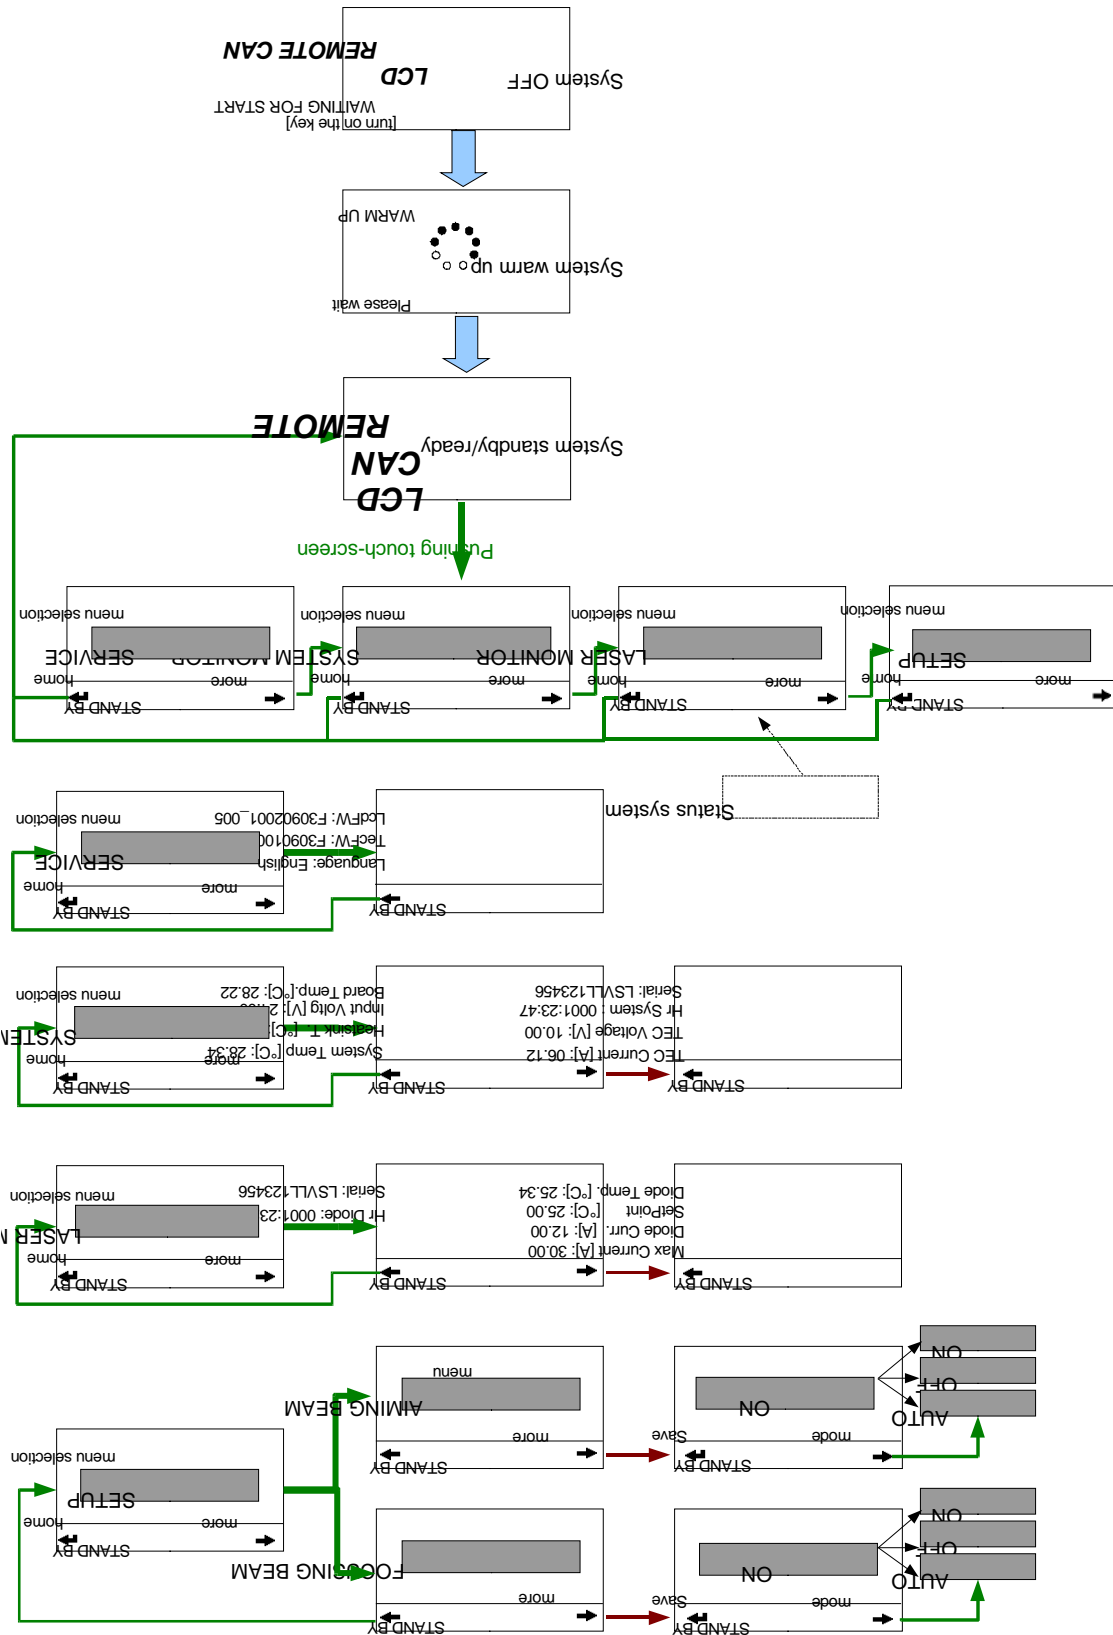 REMOTE CAN
LCD
System OFF
WAITING FOR START
[turn on the key]
WARM UP
System warm up
Please wait
REMOTE
System standby/ready
CAN
LCD
Pushing touch-screen
menu selection
SERVICE
home
more
STAND BY
menu selection
SYSTEM MONITOR
home
more
STAND BY
menu selection
LASER MONITOR
home
more
STAND BY
menu selection
SETUP
home
more
STAND BY
Status system
menu selection
SERVICE
home
more
STAND BY
LcdFW: F30902001_005
TecFW: F3090100
Language: English
STAND BY
menu selection
SYSTEM
home
more
STAND BY
Board Temp.[°C]: 28.22
Input Voltg [V]:
Heatsink T. [°C]:
System Temp [°C]: 28.34
STAND BY
Serial: LSVLL123456
Hr System : 0001:23:47
TEC Voltage [V]: 10.00
TEC Current [A]: 06.12
STAND BY
menu selection
LASER M
home
more
STAND BY
Serial: LSVLL123456
Hr Diode: 0001:23
STAND BY
Diode Temp. [°C]: 25.34
SetPoint [°C]: 25.00
Diode Curr. [A]: 12.00
Max Current [A]: 30.00
STAND BY
menu selection
SETUP
home
more
STAND BY
menu
AIMING BEAM
more
STAND BY
ON
Save
mode
STAND BY
ON
OFF
AUTO
FOCUSING BEAM
more
STAND BY
ON
Save
mode
STAND BY
ON
OFF
AUTO